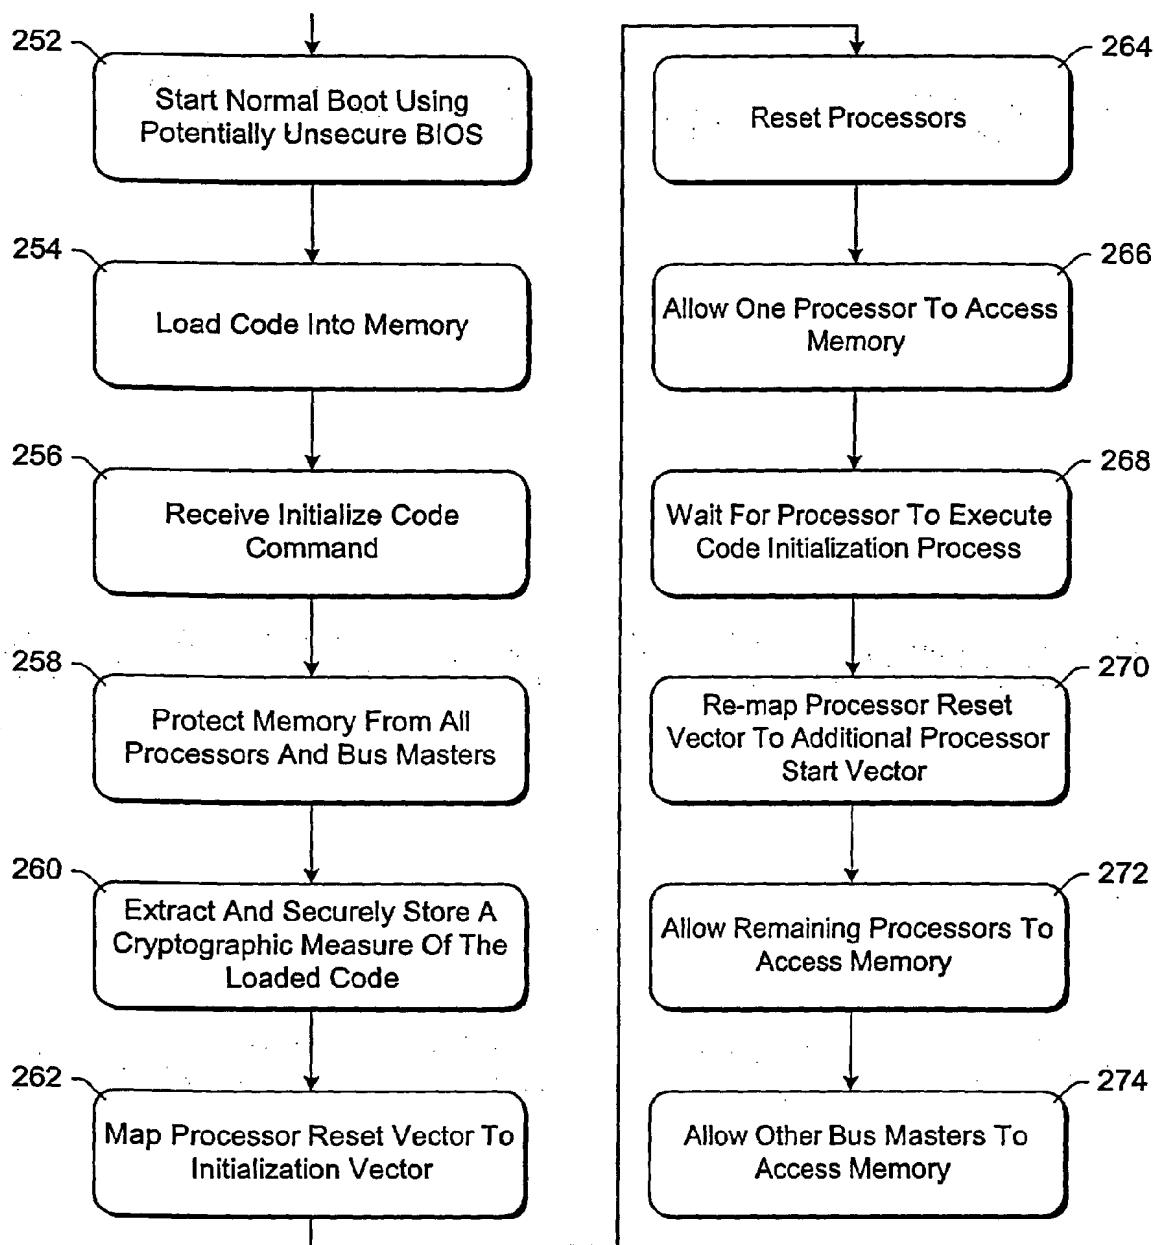 252
Start Normal Boot Using
Potentially Unsecure BIOS
254
Load Code Into Memory
256
Receive Initialize Code
Command
258
Protect Memory From All
Processors And Bus Masters
260
Extract And Securely Store A
Cryptographic Measure Of The
Loaded Code
262
Map Processor Reset Vector To
Initialization Vector
264
Reset Processors
266
Allow One Processor To Access
Memory
268
Wait For Processor To Execute
Code Initialization Process
270
Re-map Processor Reset
Vector To Additional Processor
Start Vector
272
Allow Remaining Processors To
Access Memory
274
Allow Other Bus Masters To
Access Memory